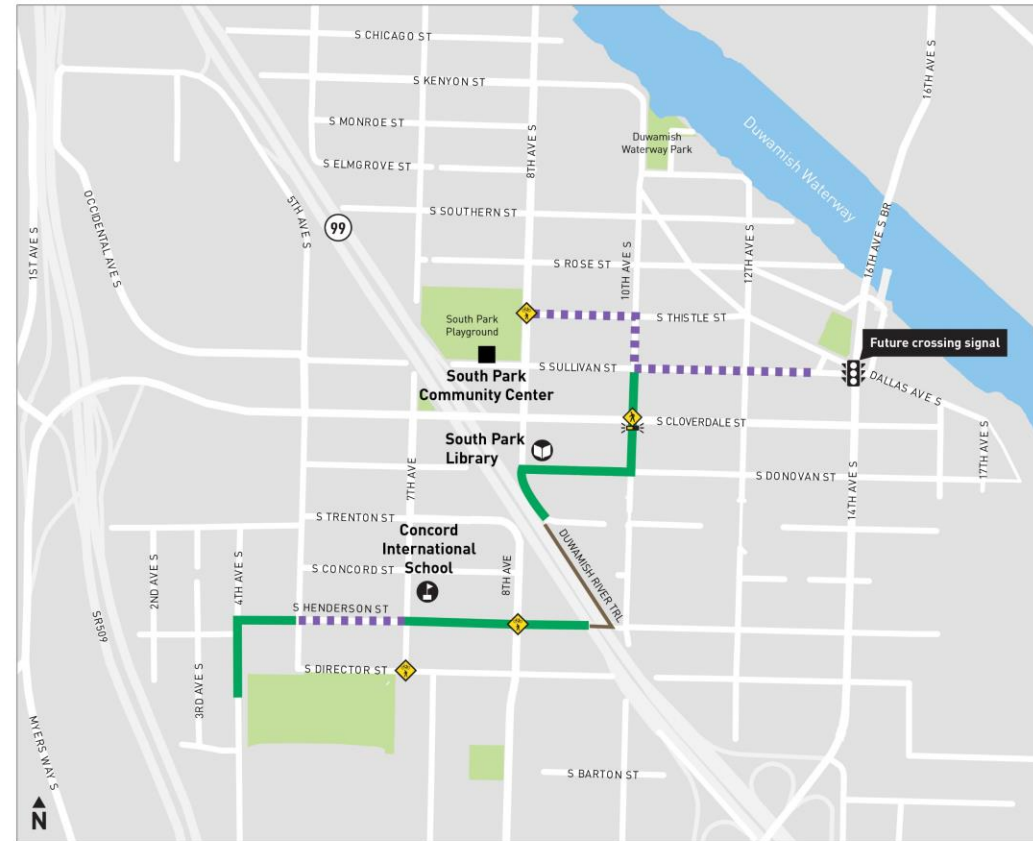 S CHICAGO ST
S KENYON ST
16TH AVE S
S MONROE ST
8TH AVE S
Duwamish
Waterway Park
Duwamish Waterway
S ELMGROVE ST
OCCIDENTAL AVE S
5TH AVE S
99
S SOUTHERN ST
1ST AVE S
10TH AVE S
12TH AVE S
16TH AVE S BR
S ROSE ST
South Park
Playground
S THISTLE ST
Future crossing signal
South Park
Community Center
S SULLIVAN ST
DALLAS AVE S
S CLOVERDALE ST
South Park
Library
7TH AVE
S DONOVAN ST
14TH AVE S
17TH AVE S
S TRENTON ST
Concord
International
School
DUWAMISH RIVER TRL
2ND AVE S
4TH AVE S
S CONCORD ST
8TH AVE
S HENDERSON ST
SR509
3RD AVE S
S DIRECTOR ST
MYERS WAY S
S BARTON ST
N